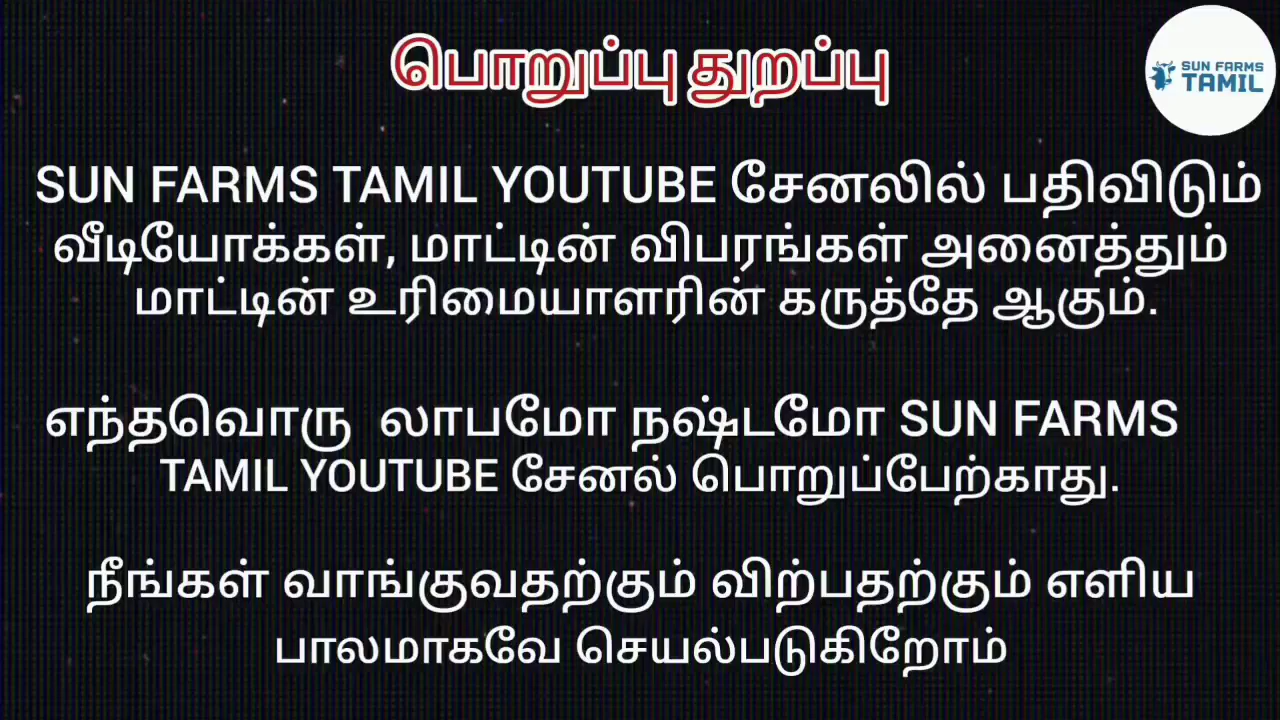 பொறுப்பு துறப்பு
SUN FARMS
TAMIL
SUN FARMS TAMIL YOUTUBE சேனலில் பதிவிடும்
வீடியோக்கள், மாட்டின் விபரங்கள் அனைத்தும்
மாட்டின் உரிமையாளரின் கருத்தே ஆகும்.
எந்தவொரு லாபமோ நஷ்டமோ SUN FARMS
TAMIL YOUTUBE சேனல் பொறுப்பேற்காது.
நீங்கள் வாங்குவதற்கும் விற்பதற்கும் எளிய
பாலமாகவே செயல்படுகிறோம்